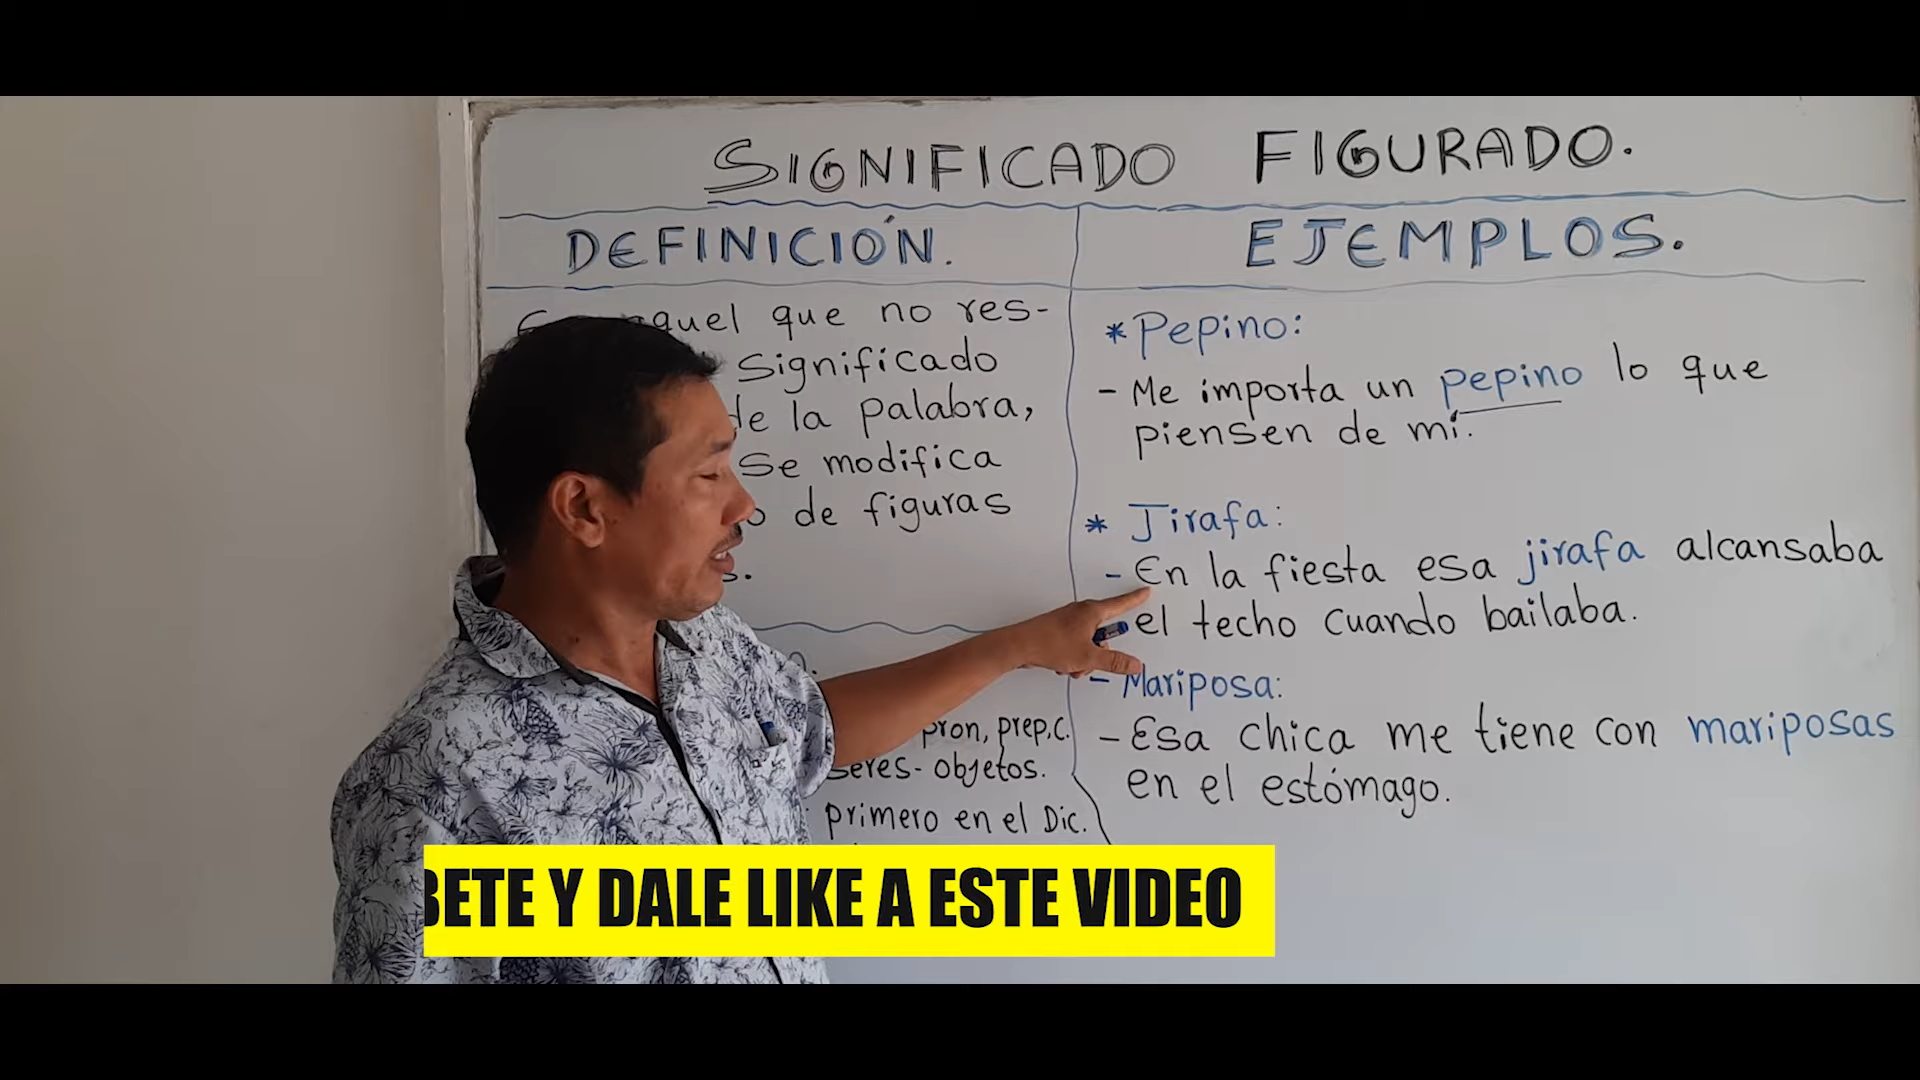 SIGNIFICADO FIGURADO.
DEFINICIÓN.
aquel que no res-
Significado
de la palabra,
Se modifica
de figuras
pron, prep, c.
seres- objetos.
primero en el Dic.
EJEMPLOS.
* Pepino:
- Me importa un pepino lo que
piensen de mí.
* Jirafa:
- En la fiesta esa jirafa alcansaba
el techo cuando bailaba.
- Mariposa:
- Esa chica me tiene con mariposas
en el estómago.
BETE Y DALE LIKE A ESTE VIDEO